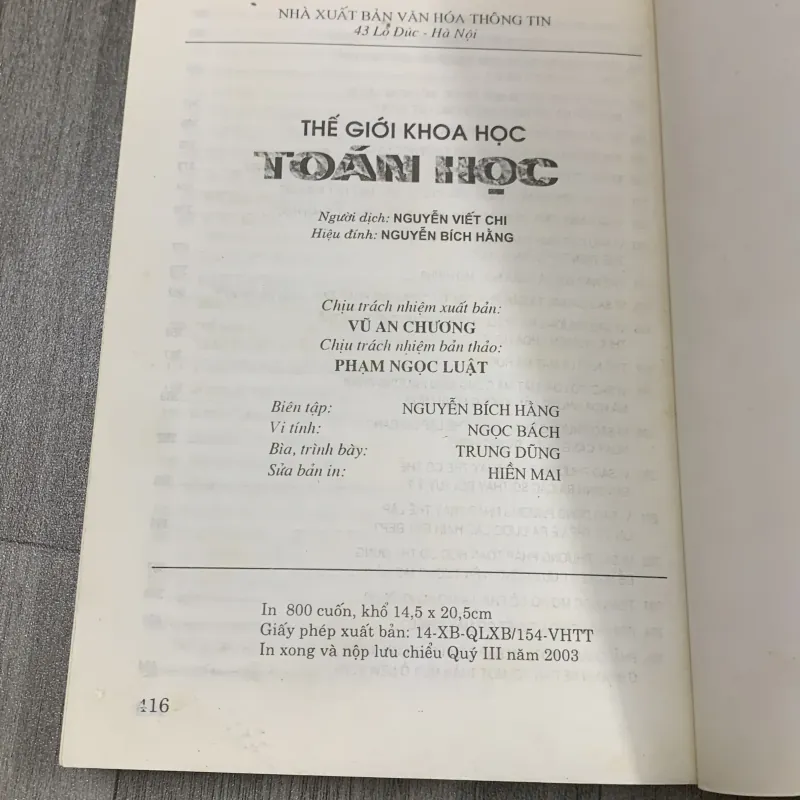 NHÀ XUẤT BẢN VĂN HÓA THÔNG TIN
43 Lò Đúc - Hà Nội
THẾ GIỚI KHOA HỌC
TOÁN HỌC
Người dịch: NGUYỄN VIẾT CHI
Hiệu đính: NGUYỄN BÍCH HẰNG
Chịu trách nhiệm xuất bản:
VŨ AN CHƯƠNG
Chịu trách nhiệm bản thảo:
PHẠM NGỌC LUẬT
Biên tập: NGUYỄN BÍCH HẰNG
Vi tính: NGỌC BÁCH
Bìa, trình bày: TRUNG DŨNG
Sửa bản in: HIỀN MAI
In 800 cuốn, khổ 14,5 x 20,5cm
Giấy phép xuất bản: 14-XB-QLXB/154-VHTT
In xong và nộp lưu chiểu Quý III năm 2003
416